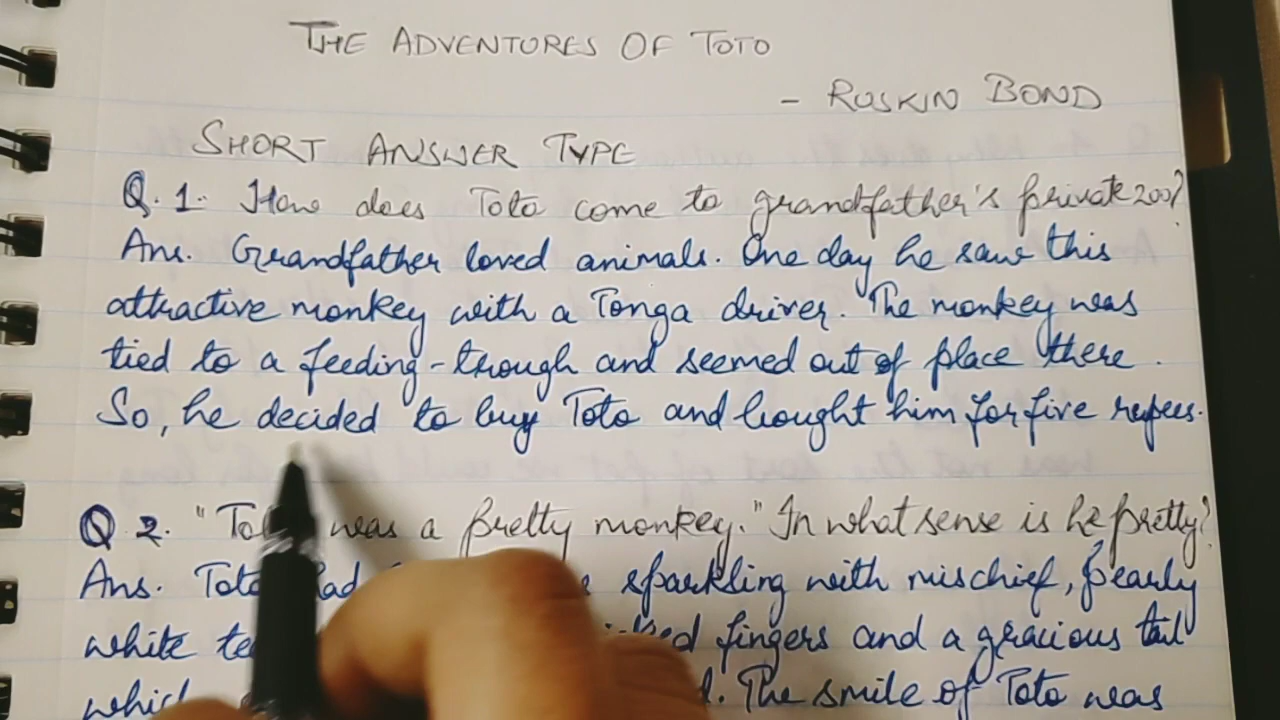 THE ADVENTURES OF TOTO
- RUSKIN BOND
SHORT ANSWER TYPE
Q. 1. How does Toto come to grandfather's private zoo?
Ans. Grandfather loved animals. One day he saw this
attractive monkey with a Tonga driver. The monkey was
tied to a feeding-trough and seemed out of place there.
So, he decided to buy Toto and bought him for five rupees.
Q. 2. "Toto was a pretty monkey." In what sense is he pretty?
Ans. Toto had sparkling with mischief, pearly
white fingers and a gracious tail
which The smile of Toto was